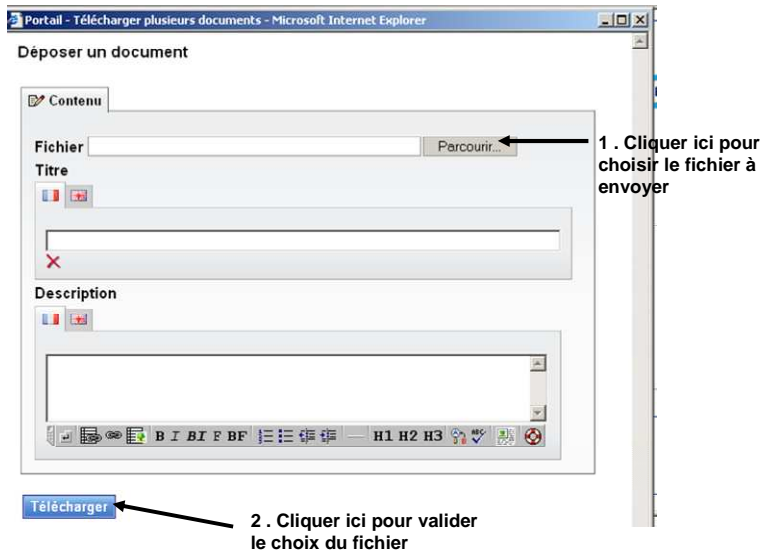 Portail - Télécharger plusieurs documents - Microsoft Internet Explorer
Déposer un document
Contenu
Fichier
Parcourir...
1 . Cliquer ici pour
choisir le fichier à
envoyer
Titre
Description
B I BI F BF H1 H2 H3 ABC
Télécharger
2 . Cliquer ici pour valider
le choix du fichier